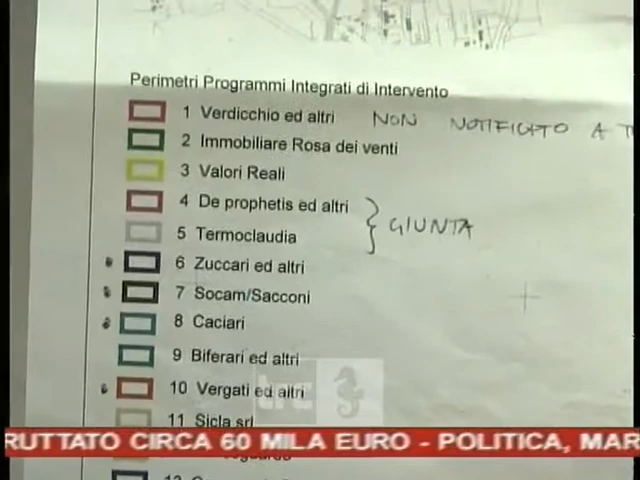 Perimetri Programmi Integrati di Intervento
1 Verdicchio ed altri NON NOTIFICATO A
2 Immobiliare Rosa dei venti
3 Valori Reali
4 De prophetis ed altri
GIUNTA
5 Termoclaudia
6 Zuccari ed altri
7 Socam/Sacconi
8 Caciari
9 Biferari ed altri
10 Vergati ed altri
trc
11 Sicla srl
RUTTATO CIRCA 60 MILA EURO - POLITICA, MAR